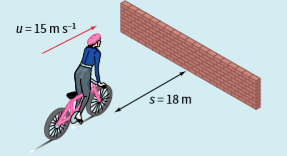 u = 15 m s⁻¹
s = 18 m